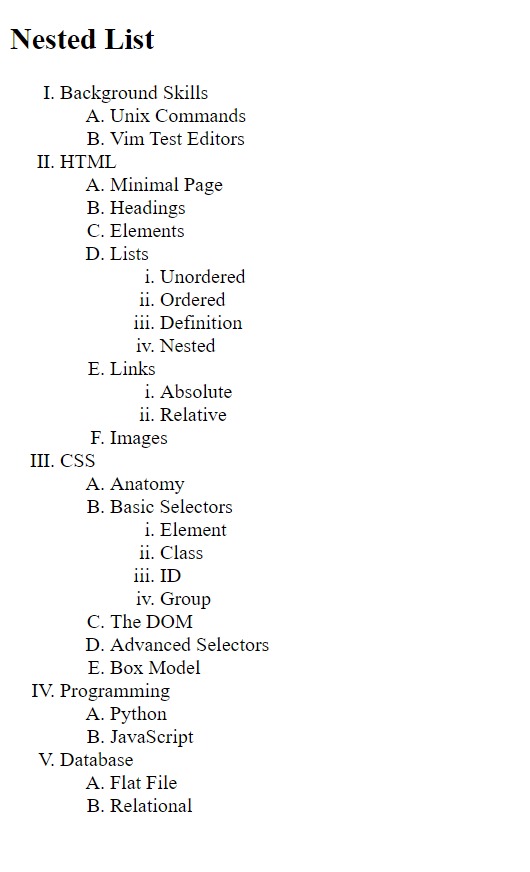 Nested List
I. Background Skills
A. Unix Commands
B. Vim Test Editors
II. HTML
A. Minimal Page
B. Headings
C. Elements
D. Lists
i. Unordered
ii. Ordered
iii. Definition
iv. Nested
E. Links
i. Absolute
ii. Relative
F. Images
III. CSS
A. Anatomy
B. Basic Selectors
i. Element
ii. Class
iii. ID
iv. Group
C. The DOM
D. Advanced Selectors
E. Box Model
IV. Programming
A. Python
B. JavaScript
V. Database
A. Flat File
B. Relational